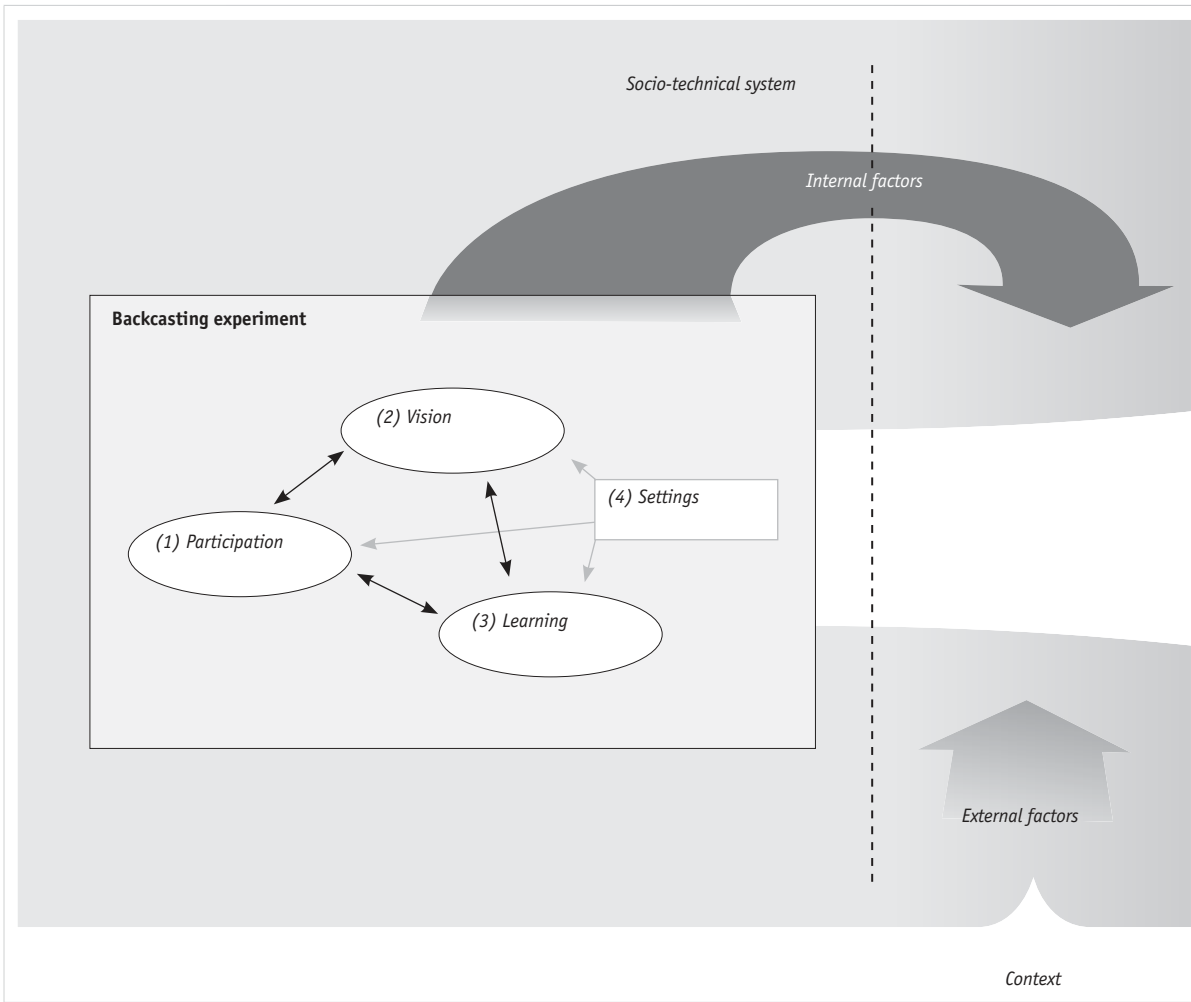 Socio-technical system
Internal factors
Backcasting experiment
(2) Vision
(4) Settings
(1) Participation
(3) Learning
External factors
Context